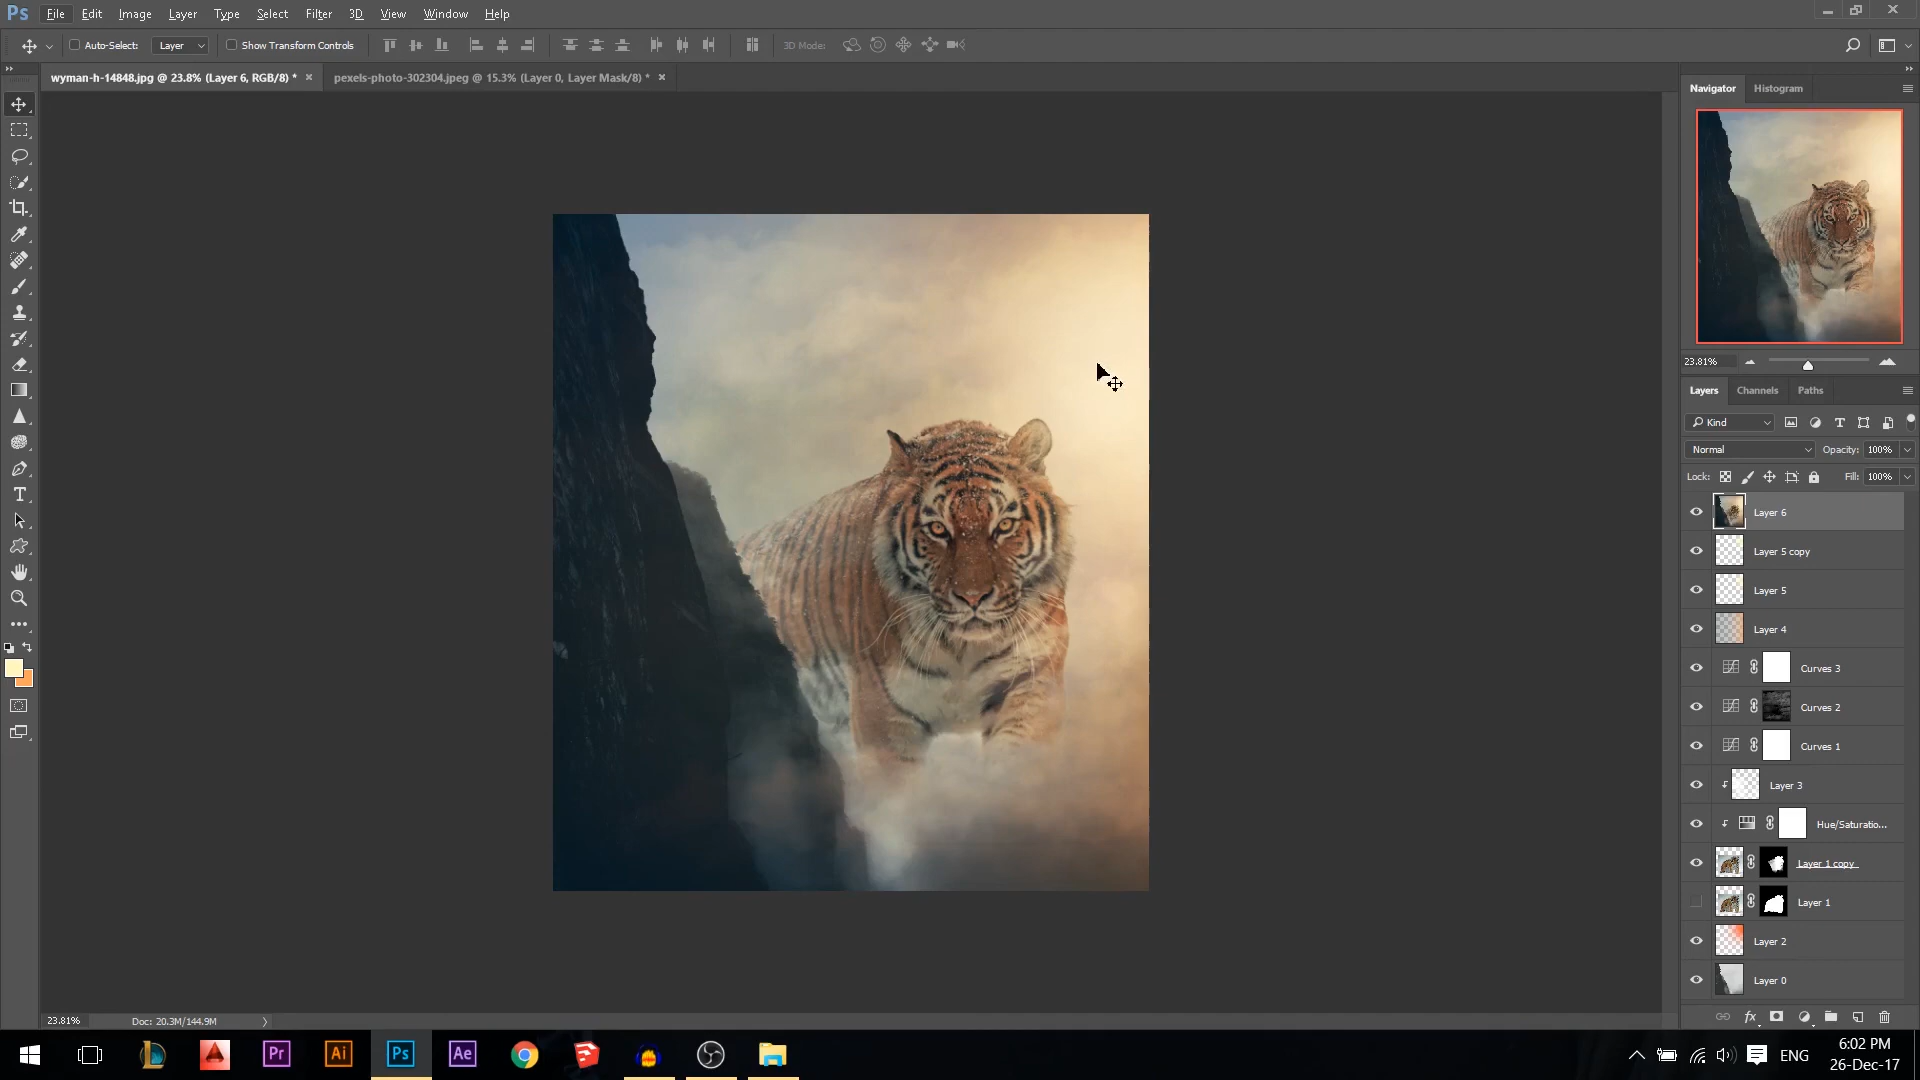 Ps File Edit Image Layer Type Select Filter 3D View Window Help
Auto-Select: Layer Show Transform Controls 3D Mode:
wyman-h-14848.jpg @ 23.8% (Layer 6, RGB/8) * × pexels-photo-302304.jpeg @ 15.3% (Layer 0, Layer Mask/8) * ×
Navigator Histogram
23.81%
Layers Channels Paths
Kind
Normal Opacity: 100%
Lock: Fill: 100%
Layer 6
Layer 5 copy
Layer 5
Layer 4
Curves 3
Curves 2
Curves 1
Layer 3
Hue/Saturatio...
Layer 1 copy
Layer 1
Layer 2
Layer 0
23.81% Doc: 20.3M/144.9M
fx
Pr Ai Ps Ae
ENG
6:02 PM
26-Dec-17